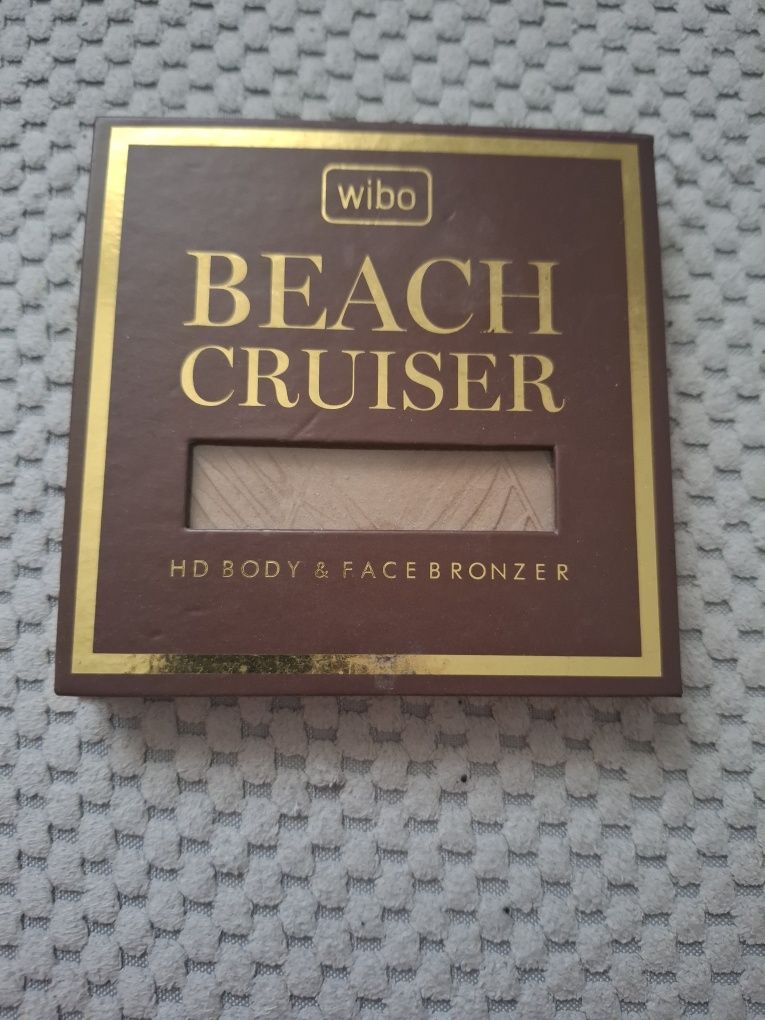 wibo
BEACH
CRUISER
HD BODY & FACE BRONZER